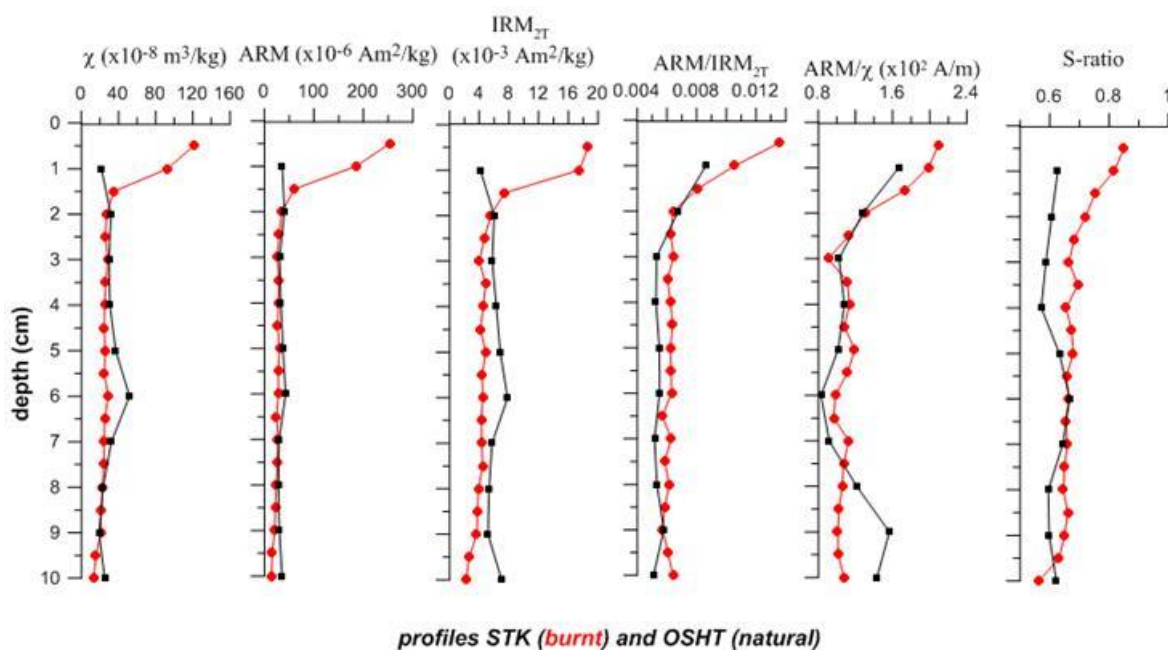 IRM2T
χ (x10-8 m3/kg) ARM (x10-6 Am2/kg) (x10-3 Am2/kg) ARM/IRM2T ARM/χ (x102 A/m) S-ratio
0 40 80 120 160 0 100 200 300 0 4 8 12 16 20 0.004 0.008 0.012 0.8 1.6 2.4 0.6 0.8 1
0
1
2
3
4
5
6
7
8
9
10
depth (cm)
profiles STK (burnt) and OSHT (natural)